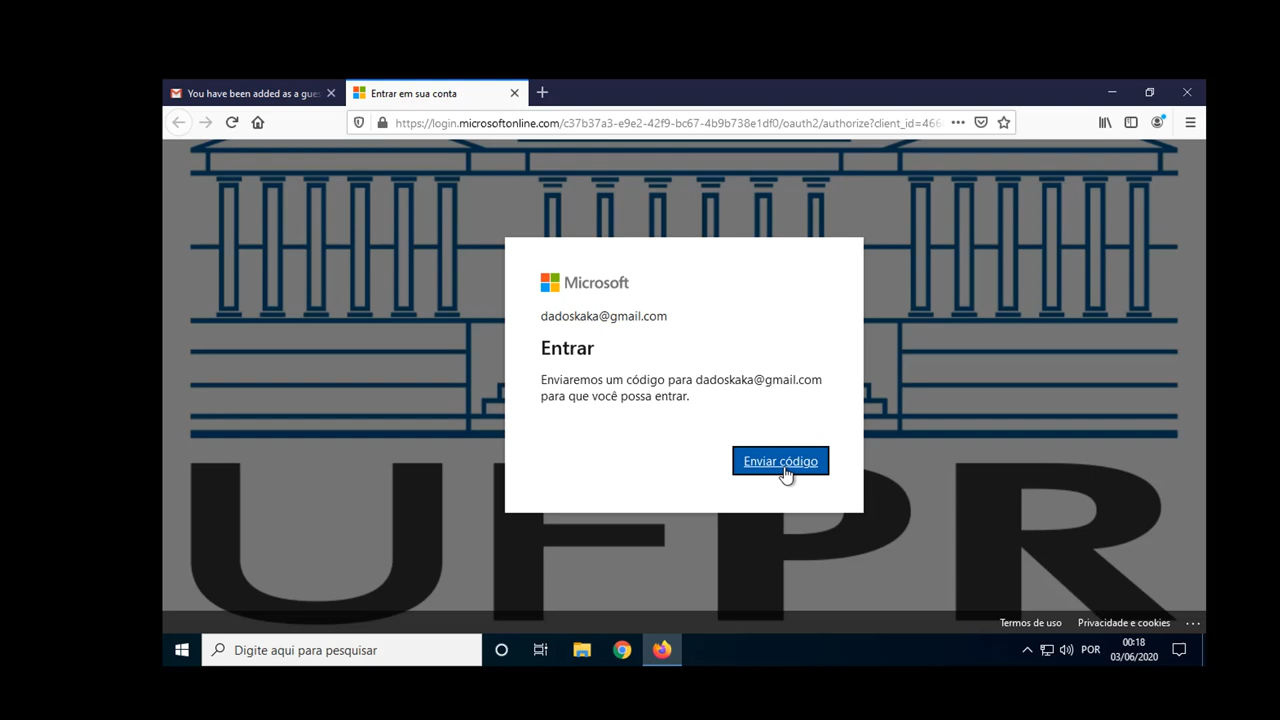 You have been added as a gues
Entrar em sua conta
https://login.microsoftonline.com/c37b37a3-e9e2-42f9-bc67-4b9b738e1df0/oauth2/authorize?client_id=466
Microsoft
dadoskaka@gmail.com
Entrar
Enviaremos um código para dadoskaka@gmail.com
para que você possa entrar.
Enviar código
UFPR
Termos de uso Privacidade e cookies ...
Digite aqui para pesquisar
POR
00:18
03/06/2020